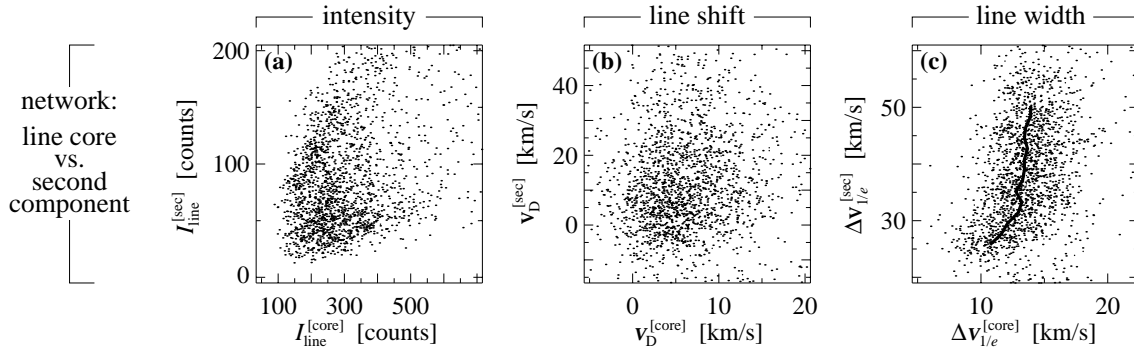 intensity
line shift
line width
network:
line core
vs.
second
component
(a)
200
100
0
I_line^[sec] [counts]
100 300 500
I_line^[core] [counts]
(b)
40
20
0
v_D^[sec] [km/s]
0 10 20
v_D^[core] [km/s]
(c)
50
30
Δv_1/e^[sec] [km/s]
10 20
Δv_1/e^[core] [km/s]